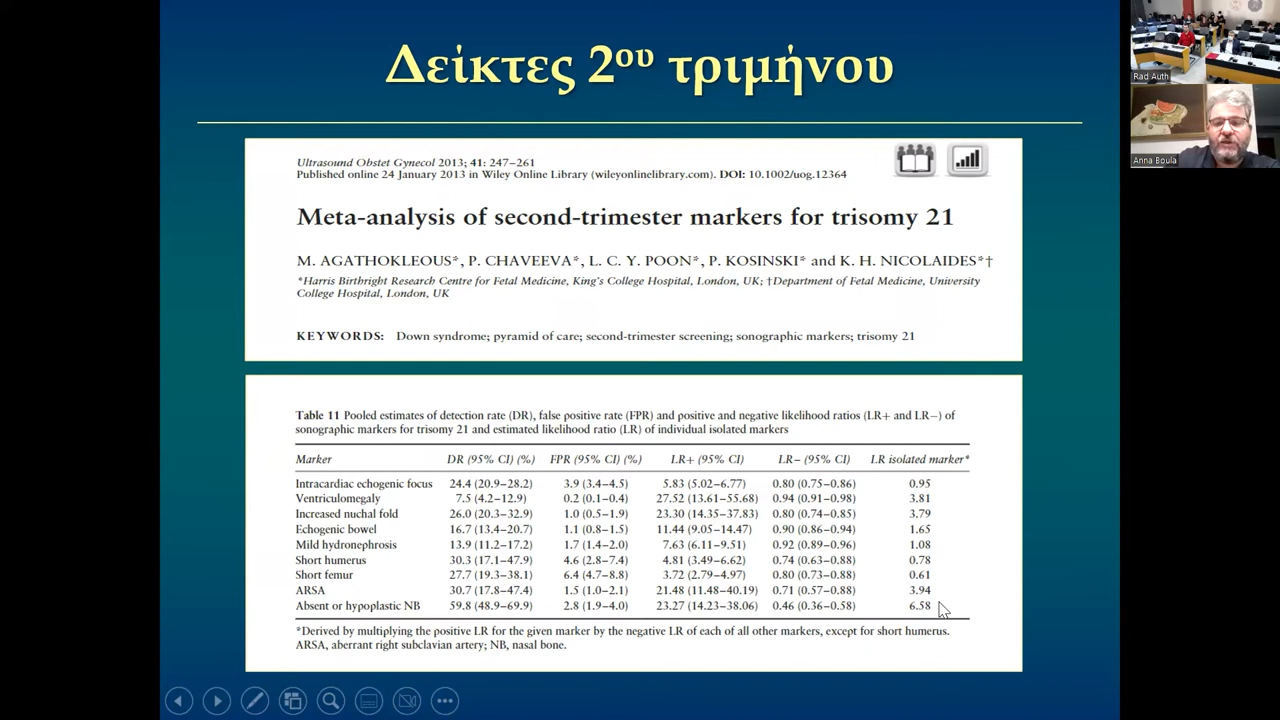 Δείκτες 2ου τριμήνου
Ultrasound Obstet Gynecol 2013; 41: 247–261
Published online 24 January 2013 in Wiley Online Library (wileyonlinelibrary.com). DOI: 10.1002/uog.12364
Meta-analysis of second-trimester markers for trisomy 21
M. AGATHOKLEOUS*, P. CHAVEEVA*, L. C. Y. POON*, P. KOSINSKI* and K. H. NICOLAIDES*†
*Harris Birthright Research Centre for Fetal Medicine, King's College Hospital, London, UK; †Department of Fetal Medicine, University
College Hospital, London, UK
KEYWORDS: Down syndrome; pyramid of care; second-trimester screening; sonographic markers; trisomy 21
Table 11 Pooled estimates of detection rate (DR), false positive rate (FPR) and positive and negative likelihood ratios (LR+ and LR−) of
sonographic markers for trisomy 21 and estimated likelihood ratio (LR) of individual isolated markers
Marker DR (95% CI) (%) FPR (95% CI) (%) LR+ (95% CI) LR− (95% CI) LR isolated marker*
Intracardiac echogenic focus 24.4 (20.9–28.2) 3.9 (3.4–4.5) 5.83 (5.02–6.77) 0.80 (0.75–0.86) 0.95
Ventriculomegaly 7.5 (4.2–12.9) 0.2 (0.1–0.4) 27.52 (13.61–55.68) 0.94 (0.91–0.98) 3.81
Increased nuchal fold 26.0 (20.3–32.9) 1.0 (0.5–1.9) 23.30 (14.35–37.83) 0.80 (0.74–0.85) 3.79
Echogenic bowel 16.7 (13.4–20.7) 1.1 (0.8–1.5) 11.44 (9.05–14.47) 0.90 (0.86–0.94) 1.65
Mild hydronephrosis 13.9 (11.2–17.2) 1.7 (1.4–2.0) 7.63 (6.11–9.51) 0.92 (0.89–0.96) 1.08
Short humerus 30.3 (17.1–47.9) 4.6 (2.8–7.4) 4.81 (3.49–6.62) 0.74 (0.63–0.88) 0.78
Short femur 27.7 (19.3–38.1) 6.4 (4.7–8.8) 3.72 (2.79–4.97) 0.80 (0.73–0.88) 0.61
ARSA 30.7 (17.8–47.4) 1.5 (1.0–2.1) 21.48 (11.48–40.19) 0.71 (0.57–0.88) 3.94
Absent or hypoplastic NB 59.8 (48.9–69.9) 2.8 (1.9–4.0) 23.27 (14.23–38.06) 0.46 (0.36–0.58) 6.58
*Derived by multiplying the positive LR for the given marker by the negative LR of each of all other markers, except for short humerus.
ARSA, aberrant right subclavian artery; NB, nasal bone.
Rad Auth
Anna Boula